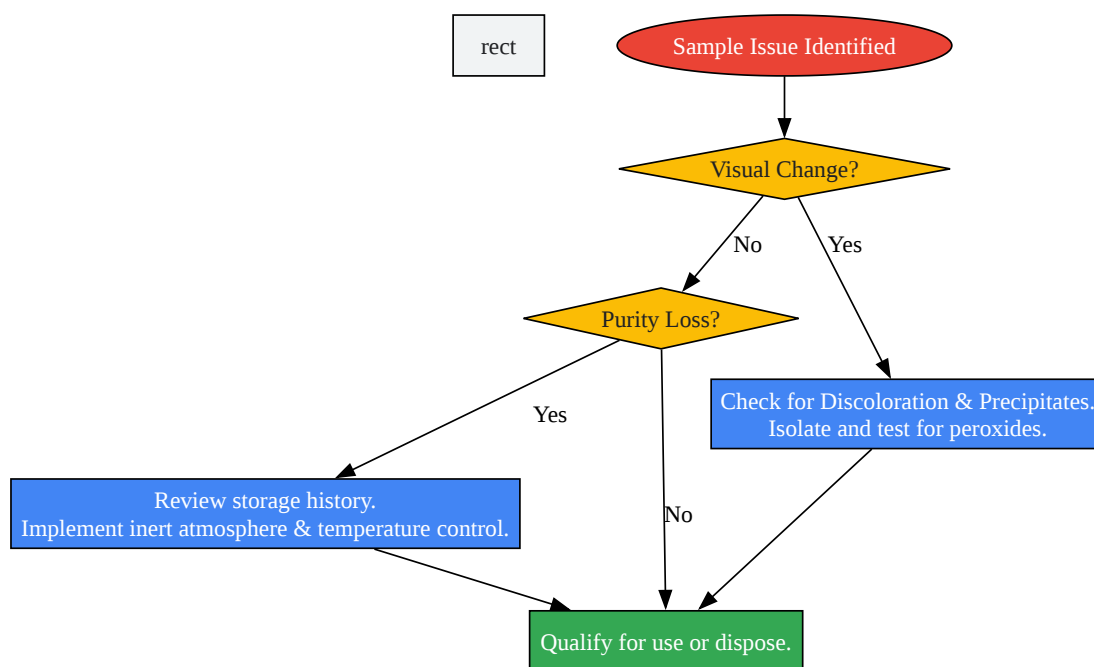 rect
Sample Issue Identified
Visual Change?
No
Yes
Purity Loss?
Check for Discoloration & Precipitates.
Isolate and test for peroxides.
Yes
Review storage history.
Implement inert atmosphere & temperature control.
No
Qualify for use or dispose.